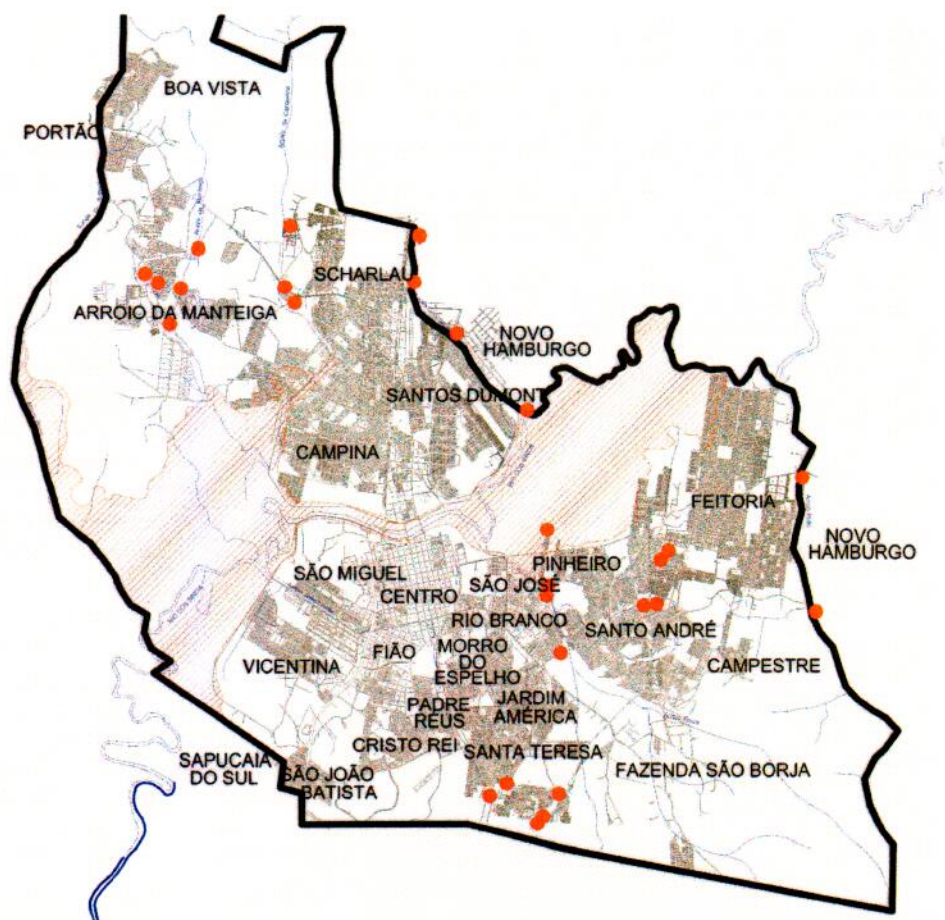 BOA VISTA
PORTÃO
SCHARLAU
ARROIO DA MANTEIGA
NOVO
HAMBURGO
SANTOS DUMONT
CAMPINA
FEITORIA
NOVO
HAMBURGO
PINHEIRO
SÃO MIGUEL
SÃO JOSÉ
CENTRO
RIO BRANCO
SANTO ANDRÉ
FIÃO
MORRO
DO
ESPELHO
VICENTINA
CAMPESTRE
JARDIM
AMÉRICA
PADRE
REUS
CRISTO REI
SANTA TERESA
SAPUCAIA
DO SUL
SÃO JOÃO
BATISTA
FAZENDA SÃO BORJA